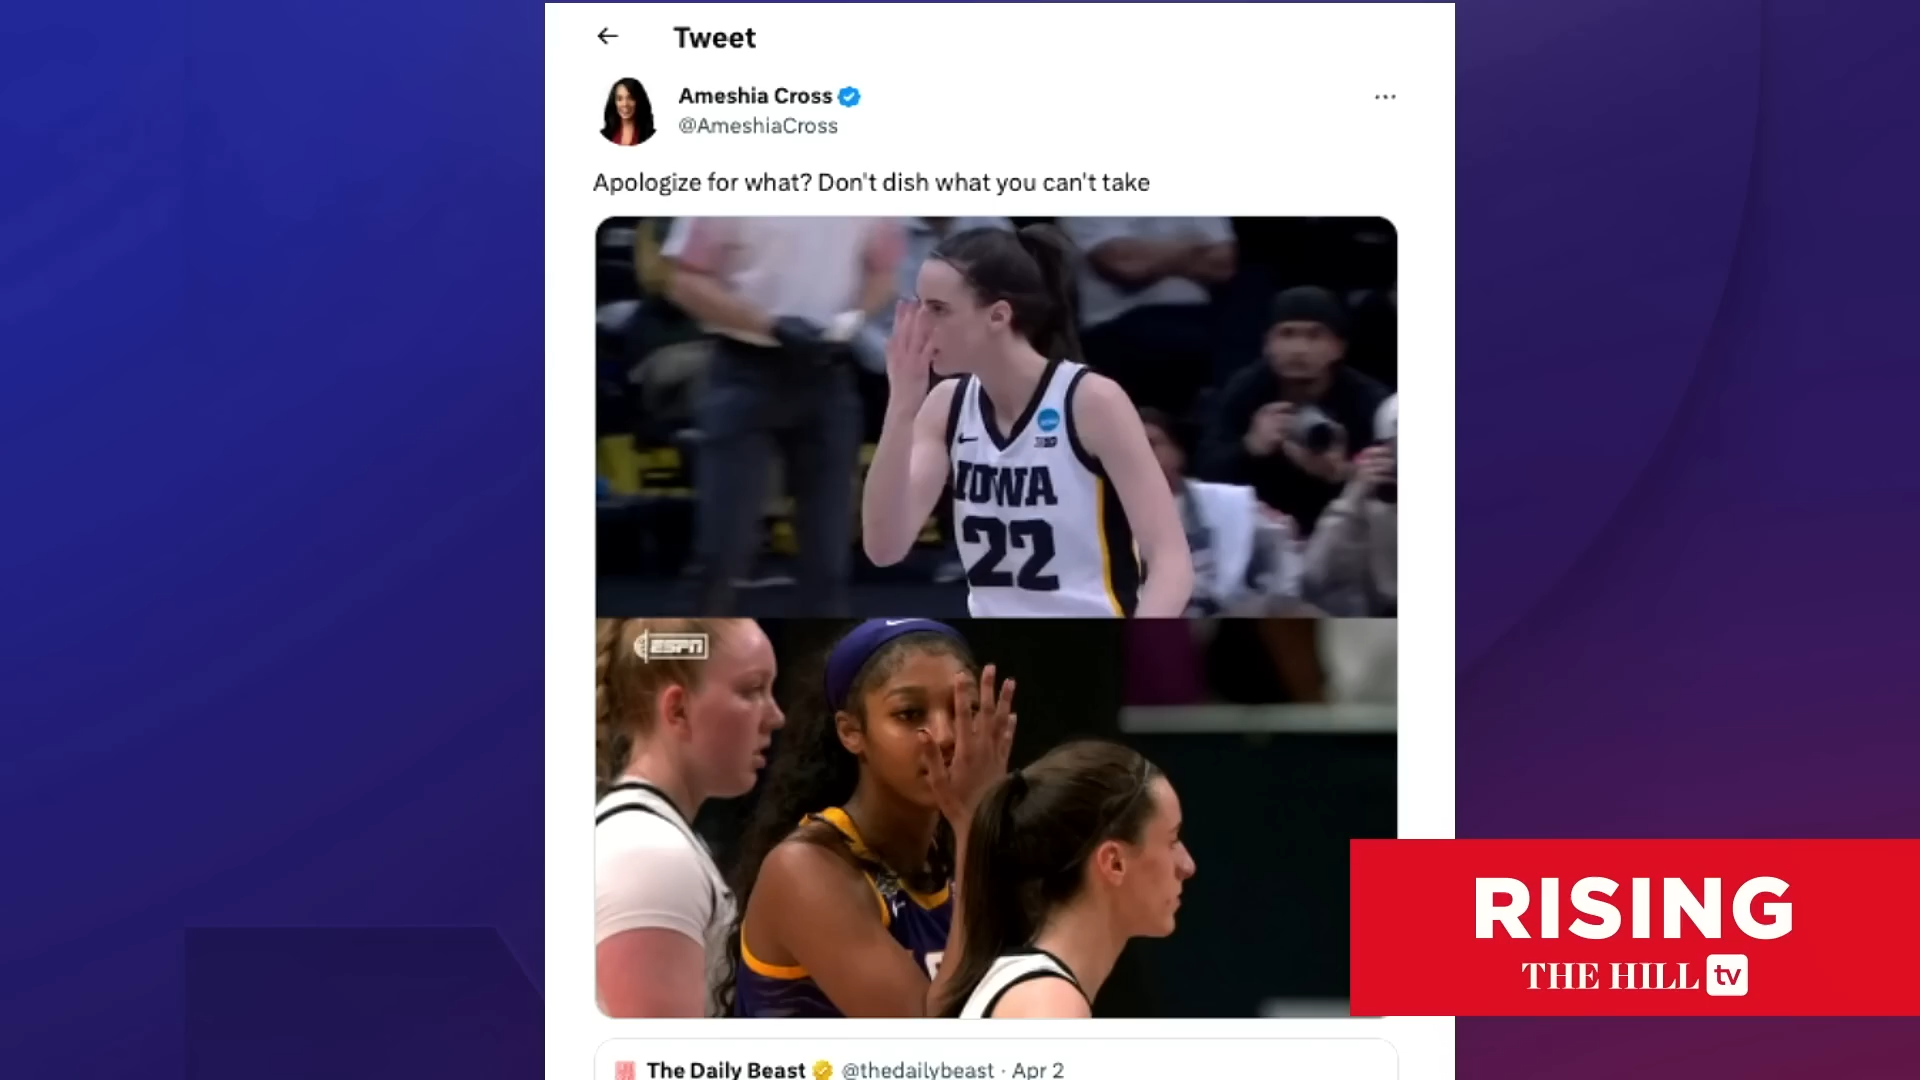 Tweet
Ameshia Cross
@AmeshiaCross
Apologize for what? Don't dish what you can't take
IOWA
22
ESPN
RISING
THE HILL tv
The Daily Beast @thedailybeast · Apr 2